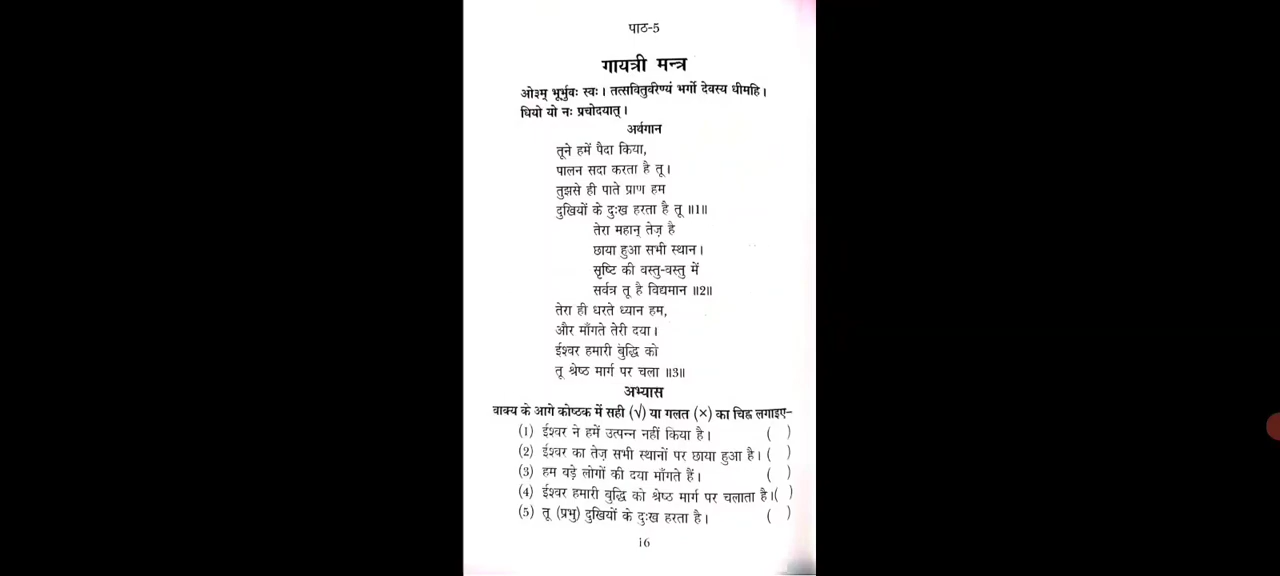 पाठ-5
गायत्री मन्त्र
ओ३म् भूर्भुवः स्वः। तत्सवितुर्वरेण्यं भर्गो देवस्य धीमहि।
धियो यो नः प्रचोदयात्।
अर्थगान
तूने हमें पैदा किया,
पालन सदा करता है तू।
तुझसे ही पाते प्राण हम
दुखियों के दुःख हरता है तू ॥1॥
तेरा महान् तेज़ है
छाया हुआ सभी स्थान।
सृष्टि की वस्तु-वस्तु में
सर्वत्र तू है विद्यमान ॥2॥
तेरा ही धरते ध्यान हम,
और माँगते तेरी दया।
ईश्वर हमारी बुद्धि को
तू श्रेष्ठ मार्ग पर चला ॥3॥
अभ्यास
वाक्य के आगे कोष्ठक में सही (√) या गलत (×) का चिह्न लगाइए–
(1) ईश्वर ने हमें उत्पन्न नहीं किया है। ( )
(2) ईश्वर का तेज़ सभी स्थानों पर छाया हुआ है। ( )
(3) हम बड़े लोगों की दया माँगते हैं। ( )
(4) ईश्वर हमारी बुद्धि को श्रेष्ठ मार्ग पर चलाता है।( )
(5) तू (प्रभु) दुखियों के दुःख हरता है। ( )
16